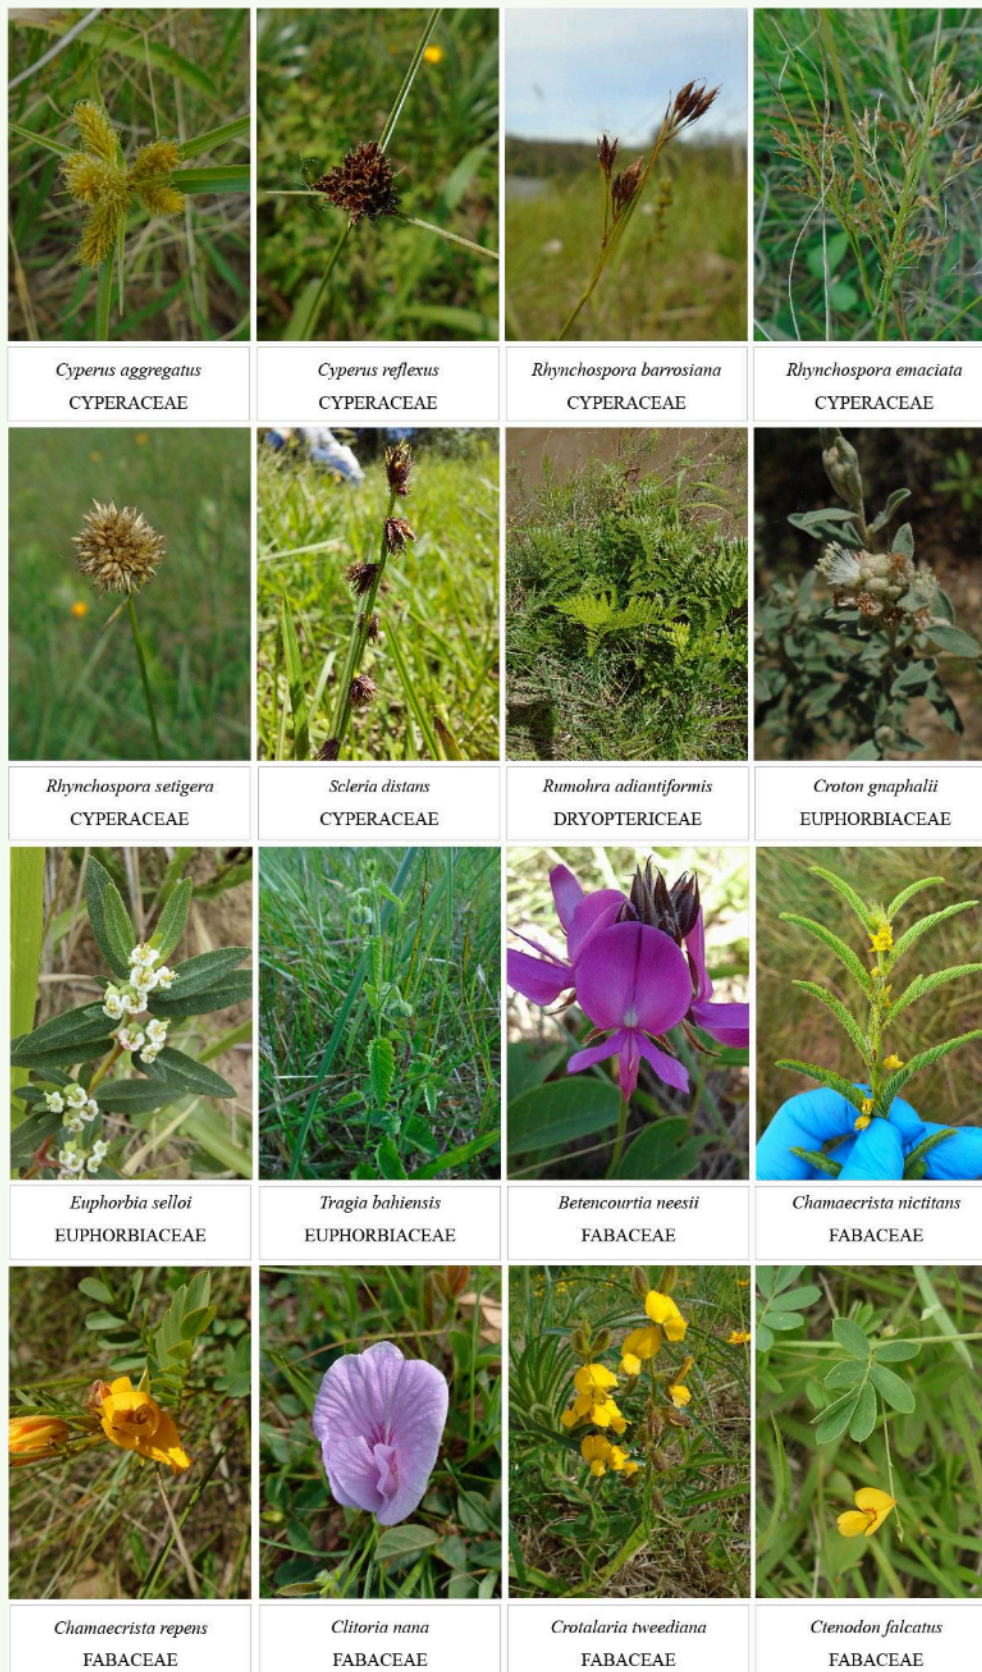 Cyperus aggregatus
CYPERACEAE
Cyperus reflexus
CYPERACEAE
Rhynchospora barrosiana
CYPERACEAE
Rhynchospora emaciata
CYPERACEAE
Rhynchospora setigera
CYPERACEAE
Scleria distans
CYPERACEAE
Rumohra adiantiformis
DRYOPTERICEAE
Croton gnaphalii
EUPHORBIACEAE
Euphorbia selloi
EUPHORBIACEAE
Tragia bahiensis
EUPHORBIACEAE
Betencourtia neesii
FABACEAE
Chamaecrista nictitans
FABACEAE
Chamaecrista repens
FABACEAE
Clitoria nana
FABACEAE
Crotalaria tweediana
FABACEAE
Ctenodon falcatus
FABACEAE